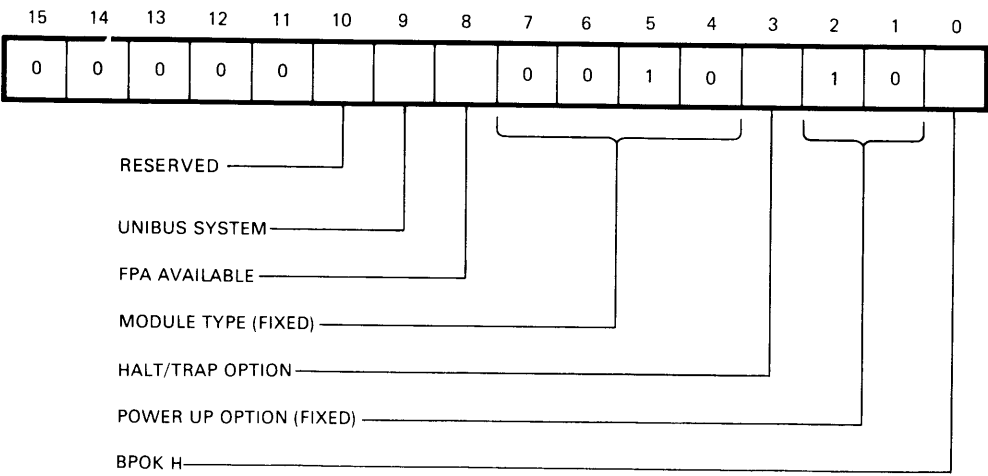 15 14 13 12 11 10 9 8 7 6 5 4 3 2 1 0
0 0 0 0 0 0 0 1 0 1 0
RESERVED
UNIBUS SYSTEM
FPA AVAILABLE
MODULE TYPE (FIXED)
HALT/TRAP OPTION
POWER UP OPTION (FIXED)
BPOK H